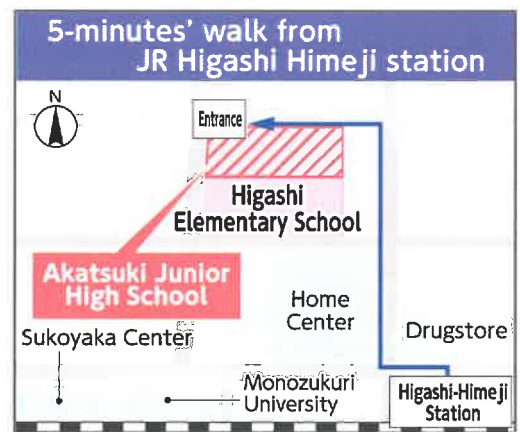 5-minutes' walk from
JR Higashi Himeji station
N
Entrance
Higashi
Elementary School
Akatsuki Junior
High School
Home
Center
Drugstore
Sukoyaka Center
Monozukuri
University
Higashi-Himeji
Station